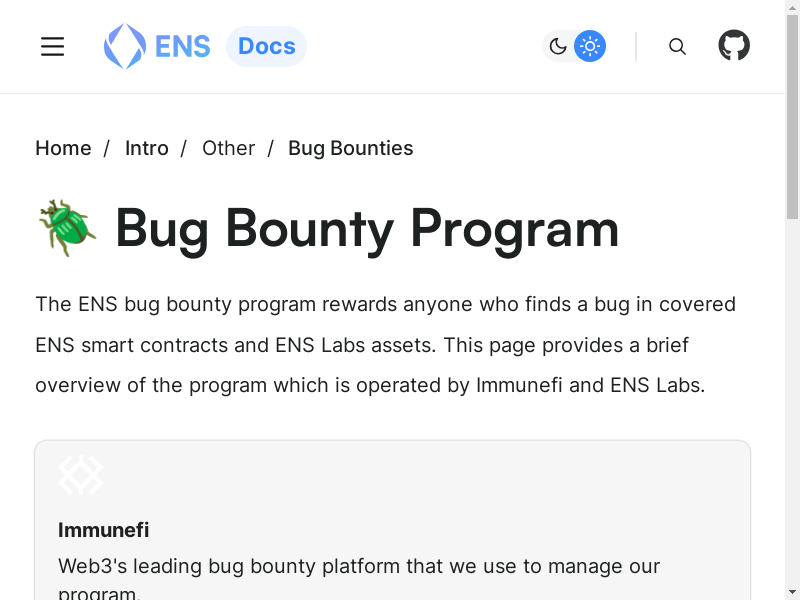 ENS Docs
Home / Intro / Other / Bug Bounties
Bug Bounty Program
The ENS bug bounty program rewards anyone who finds a bug in covered
ENS smart contracts and ENS Labs assets. This page provides a brief
overview of the program which is operated by Immunefi and ENS Labs.
Immunefi
Web3's leading bug bounty platform that we use to manage our
program.